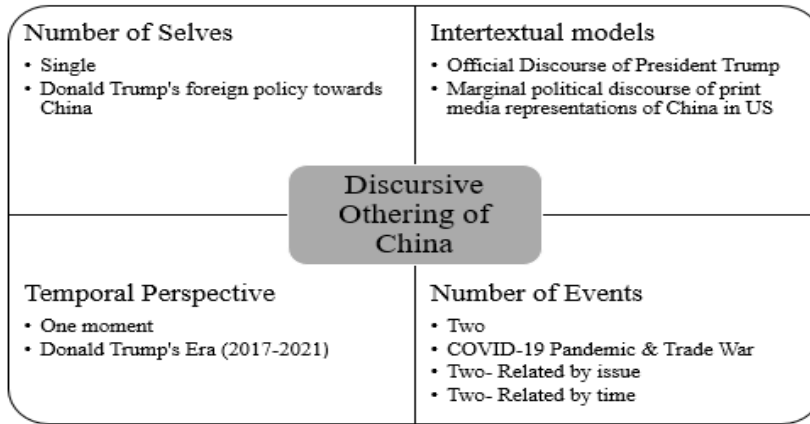 Number of Selves
• Single
• Donald Trump's foreign policy towards
China
Intertextual models
• Official Discourse of President Trump
• Marginal political discourse of print
media representations of China in US
Discursive
Othering of
China
Temporal Perspective
• One moment
• Donald Trump's Era (2017-2021)
Number of Events
• Two
• COVID-19 Pandemic & Trade War
• Two- Related by issue
• Two- Related by time